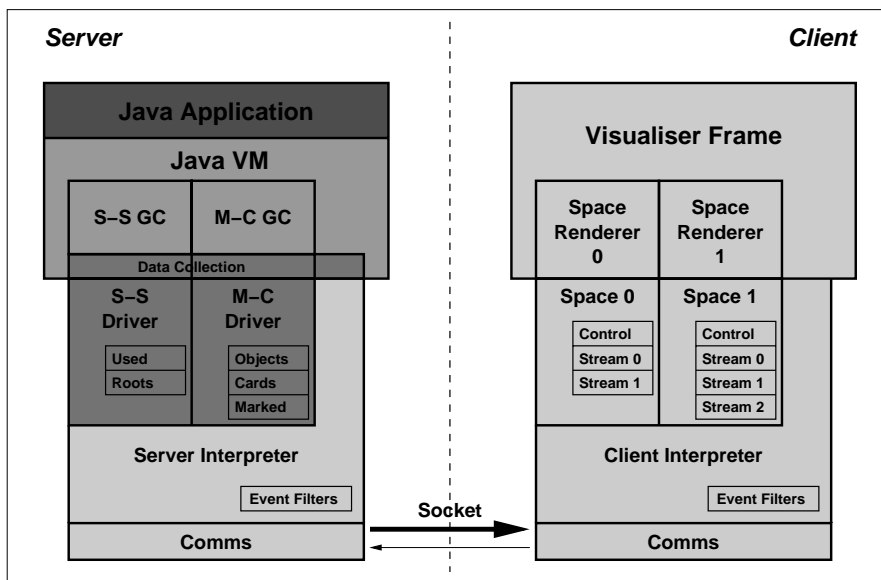 Server
Client
Java Application
Java VM
S–S GC
M–C GC
Data Collection
S–S
Driver
M–C
Driver
Used
Roots
Objects
Cards
Marked
Server Interpreter
Event Filters
Comms
Socket
Visualiser Frame
Space
Renderer
0
Space
Renderer
1
Space 0
Space 1
Control
Stream 0
Stream 1
Control
Stream 0
Stream 1
Stream 2
Client Interpreter
Event Filters
Comms